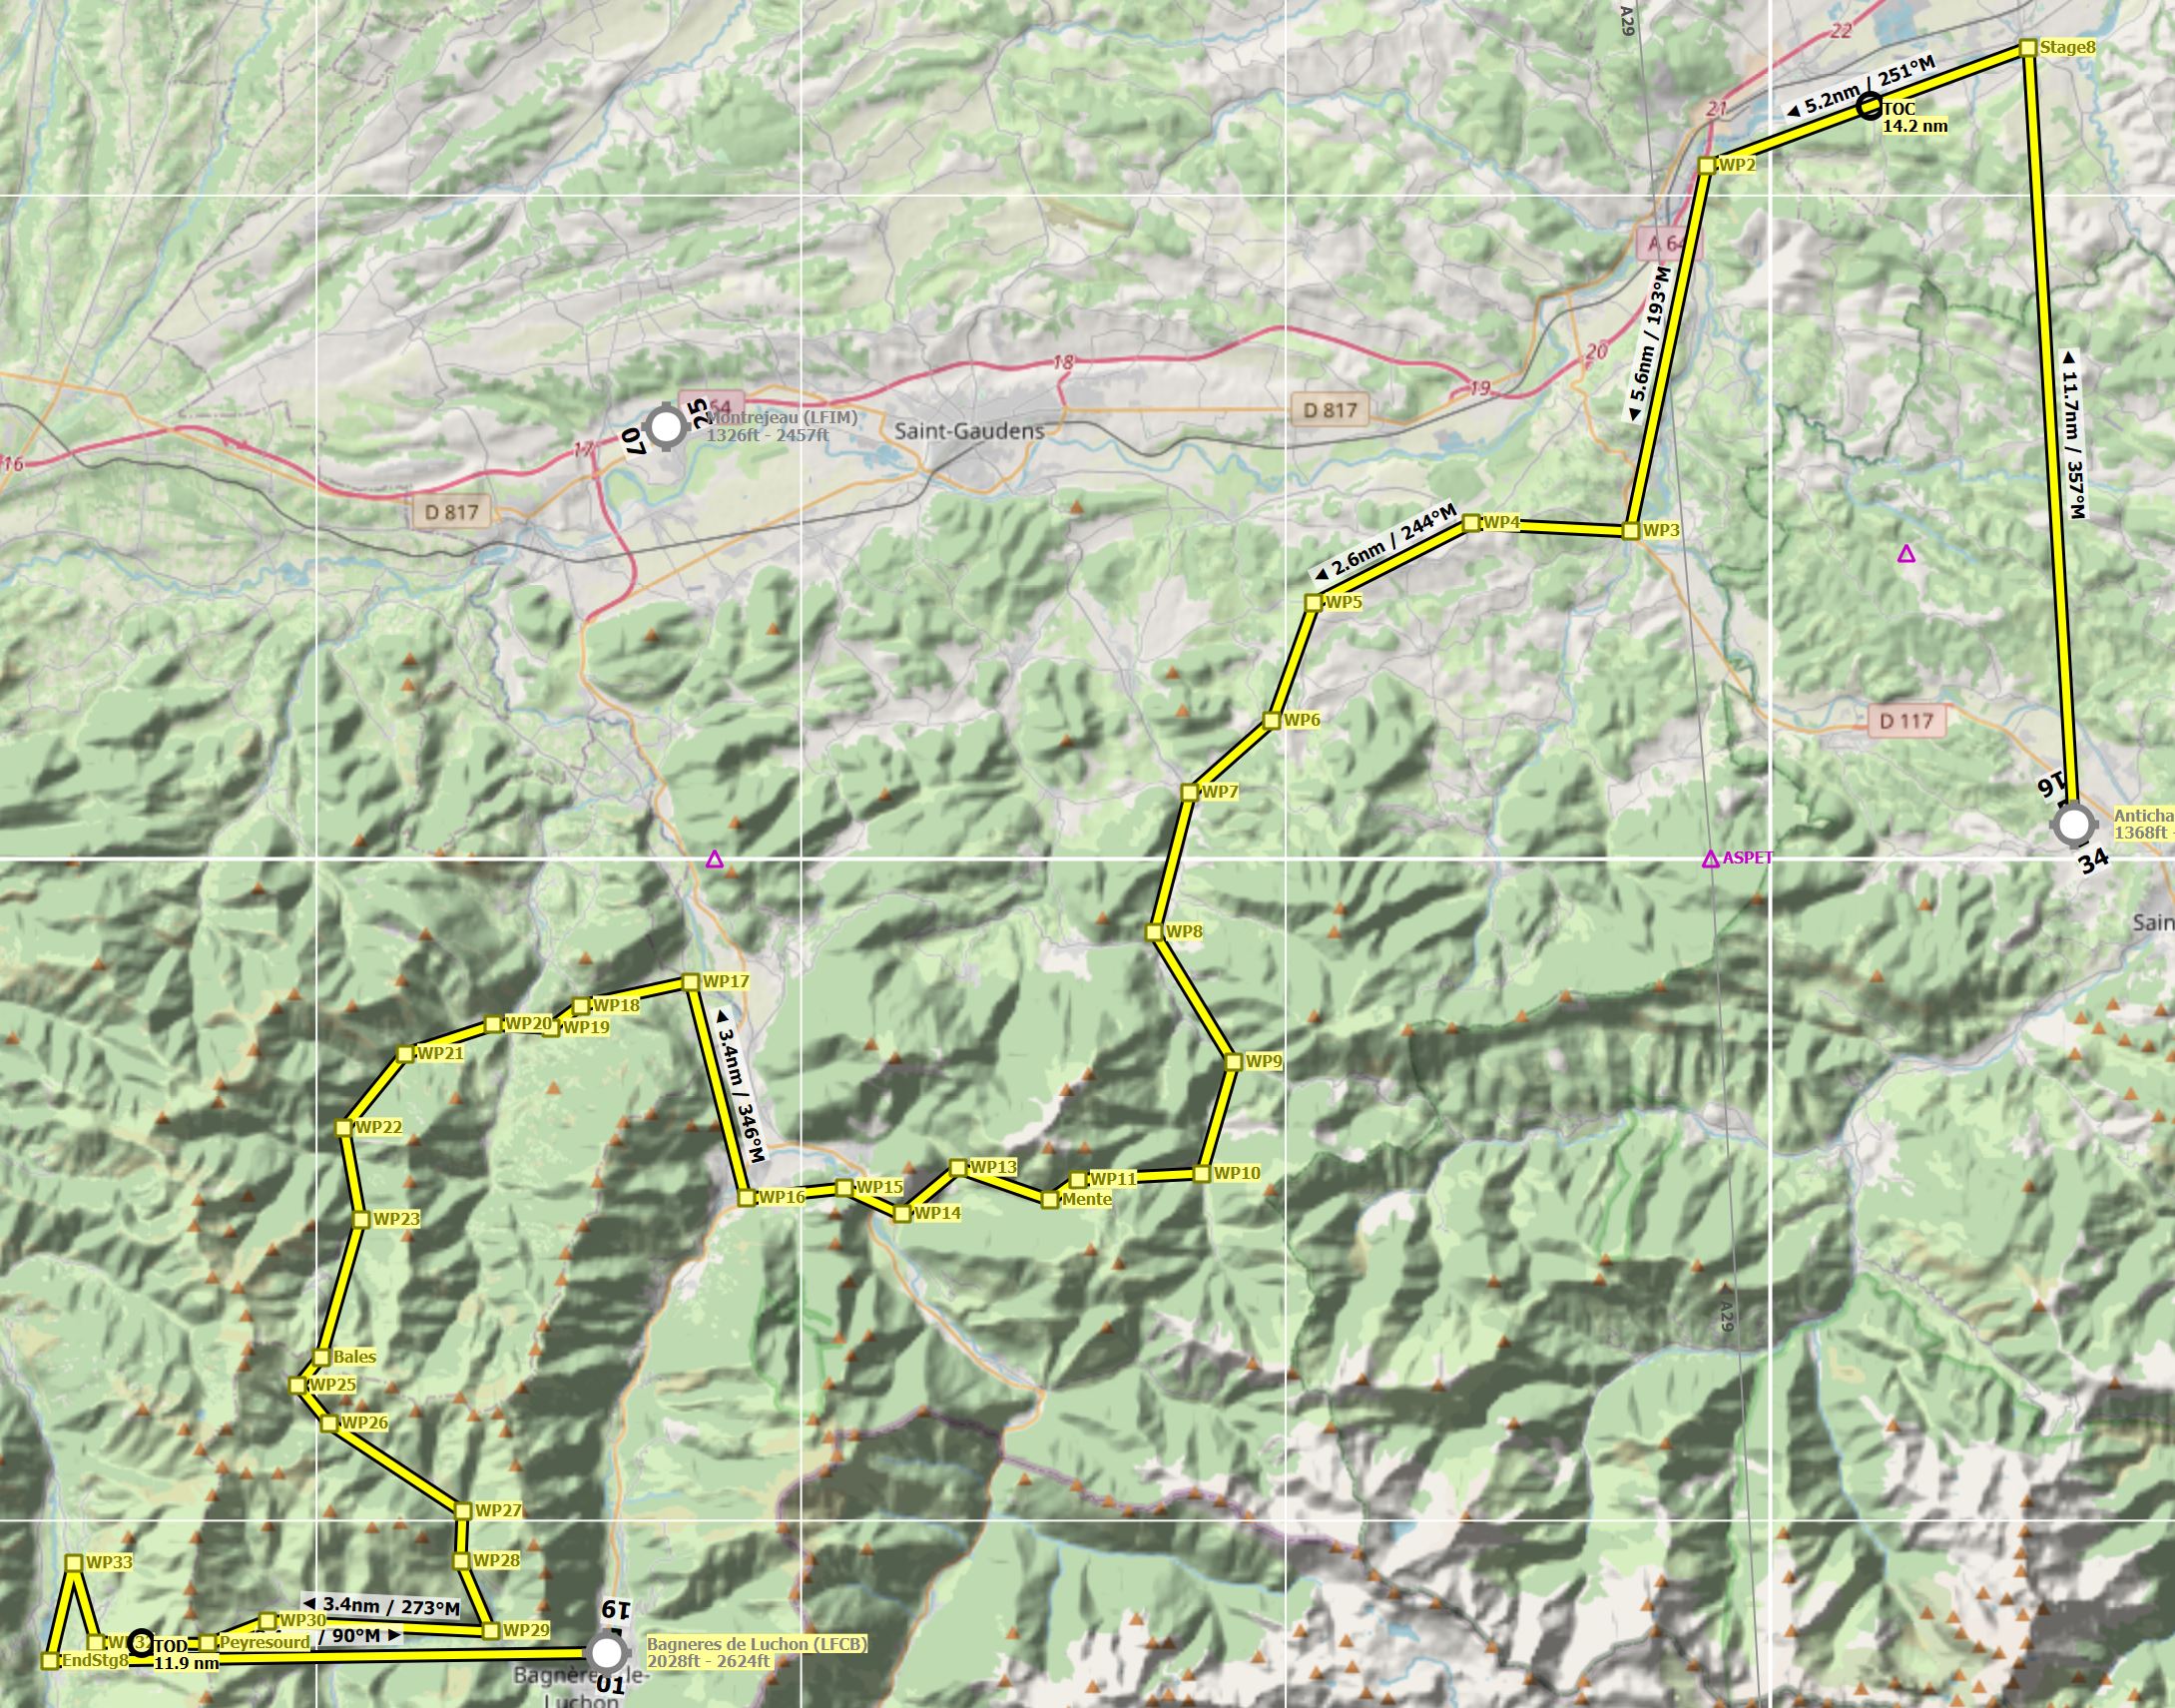 A29
22
Stage8
◄ 5.2nm / 251°M
TOC
14.2 nm
21
WP2
A 64
◄ 5.6nm / 193°M
◄ 11.7nm / 357°M
20
18
19
64
D 817
25
Montrejeau (LFIM)
1326ft - 2457ft
07
Saint-Gaudens
17
16
D 817
◄ 2.6nm / 244°M
WP4
WP3
WP5
WP6
D 117
WP7
16
Anticha
1368ft -
34
ASPET
WP8
Sain
WP17
WP18
WP20
WP19
WP21
◄ 3.4nm / 346°M
WP9
WP22
WP13
WP10
WP11
WP15
WP16
Mente
WP14
WP23
A29
Bales
WP25
WP26
WP27
WP28
WP33
◄ 3.4nm / 273°M
19
WP30
WP29
Peyresourd
/ 90°M ►
TOD
11.9 nm
EndStg8
Bagneres de Luchon (LFCB)
2028ft - 2624ft
Bagnères-de-
Luchon
01